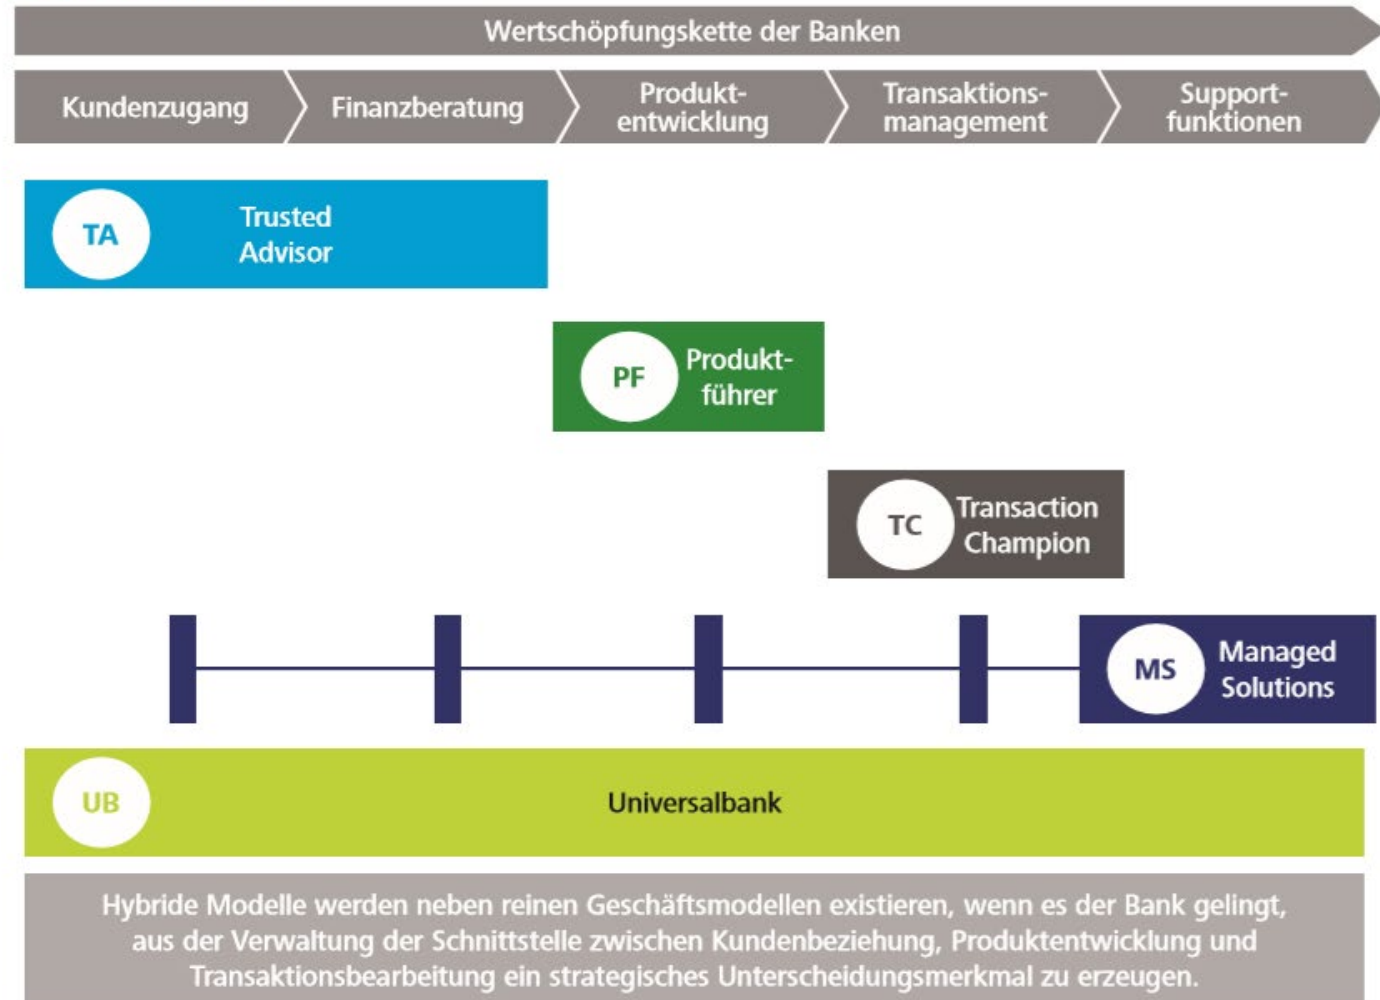 Wertschöpfungskette der Banken
Kundenzugang
Finanzberatung
Produkt-
entwicklung
Transaktions-
management
Support-
funktionen
TA
Trusted
Advisor
PF
Produkt-
führer
TC
Transaction
Champion
MS
Managed
Solutions
UB
Universalbank
Hybride Modelle werden neben reinen Geschäftsmodellen existieren, wenn es der Bank gelingt,
aus der Verwaltung der Schnittstelle zwischen Kundenbeziehung, Produktentwicklung und
Transaktionsbearbeitung ein strategisches Unterscheidungsmerkmal zu erzeugen.